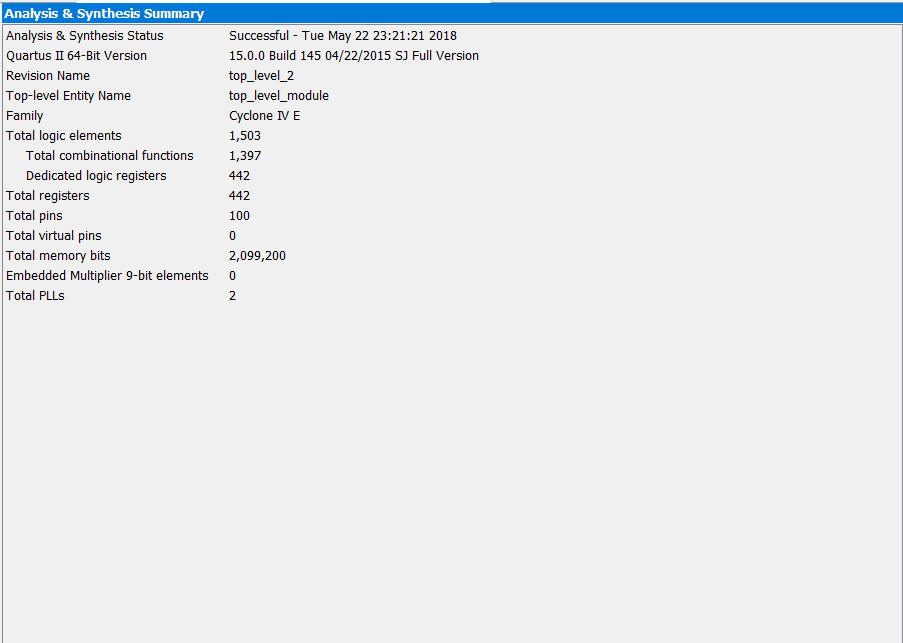 Analysis & Synthesis Summary
Analysis & Synthesis Status Successful - Tue May 22 23:21:21 2018
Quartus II 64-Bit Version 15.0.0 Build 145 04/22/2015 SJ Full Version
Revision Name top_level_2
Top-level Entity Name top_level_module
Family Cyclone IV E
Total logic elements 1,503
Total combinational functions 1,397
Dedicated logic registers 442
Total registers 442
Total pins 100
Total virtual pins 0
Total memory bits 2,099,200
Embedded Multiplier 9-bit elements 0
Total PLLs 2